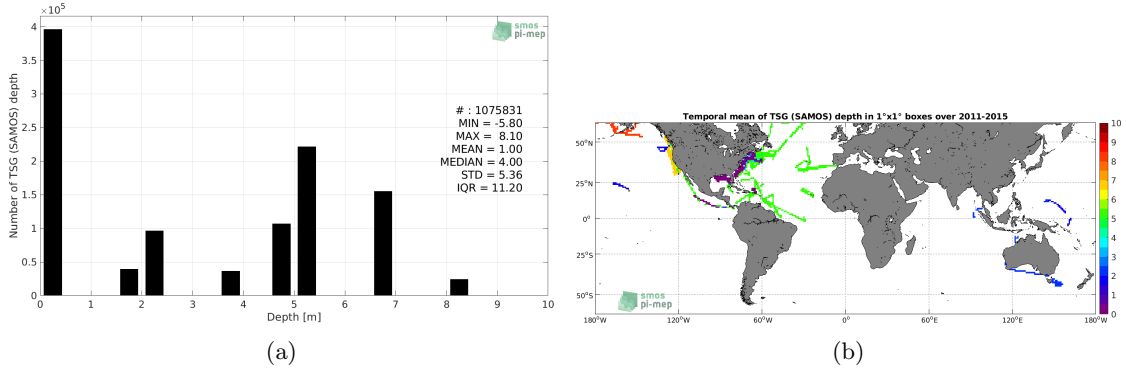 ×10⁵
4
3.5
3
2.5
2
1.5
1
0.5
0
Number of TSG (SAMOS) depth
0 1 2 3 4 5 6 7 8 9 10
Depth [m]
smos
pi-mep
# : 1075831
MIN = -5.80
MAX = 8.10
MEAN = 1.00
MEDIAN = 4.00
STD = 5.36
IQR = 11.20
(a)
Temporal mean of TSG (SAMOS) depth in 1°x1° boxes over 2011-2015
50°N
25°N
0°
25°S
50°S
180°W 120°W 60°W 0° 60°E 120°E 180°E
smos
pi-mep
10
9
8
7
6
5
4
3
2
1
0
(b)